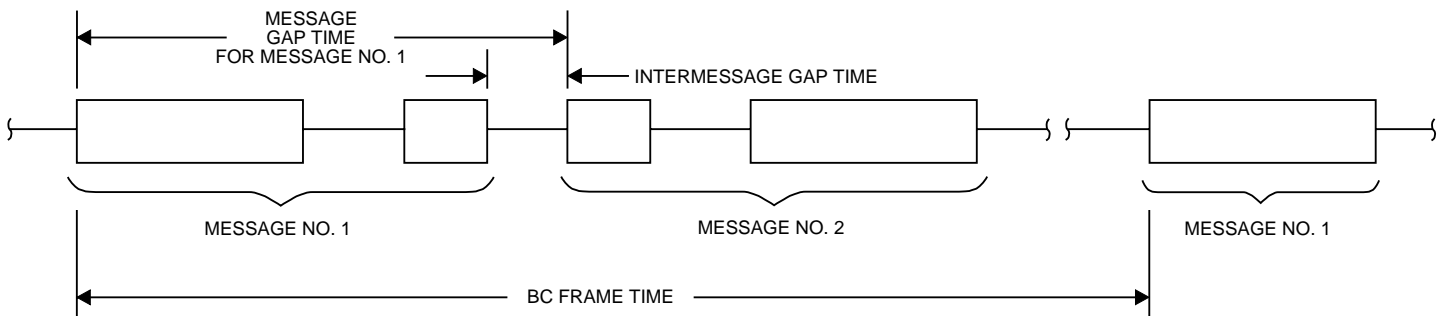 MESSAGE
GAP TIME
FOR MESSAGE NO. 1
INTERMESSAGE GAP TIME
MESSAGE NO. 1
MESSAGE NO. 2
MESSAGE NO. 1
BC FRAME TIME